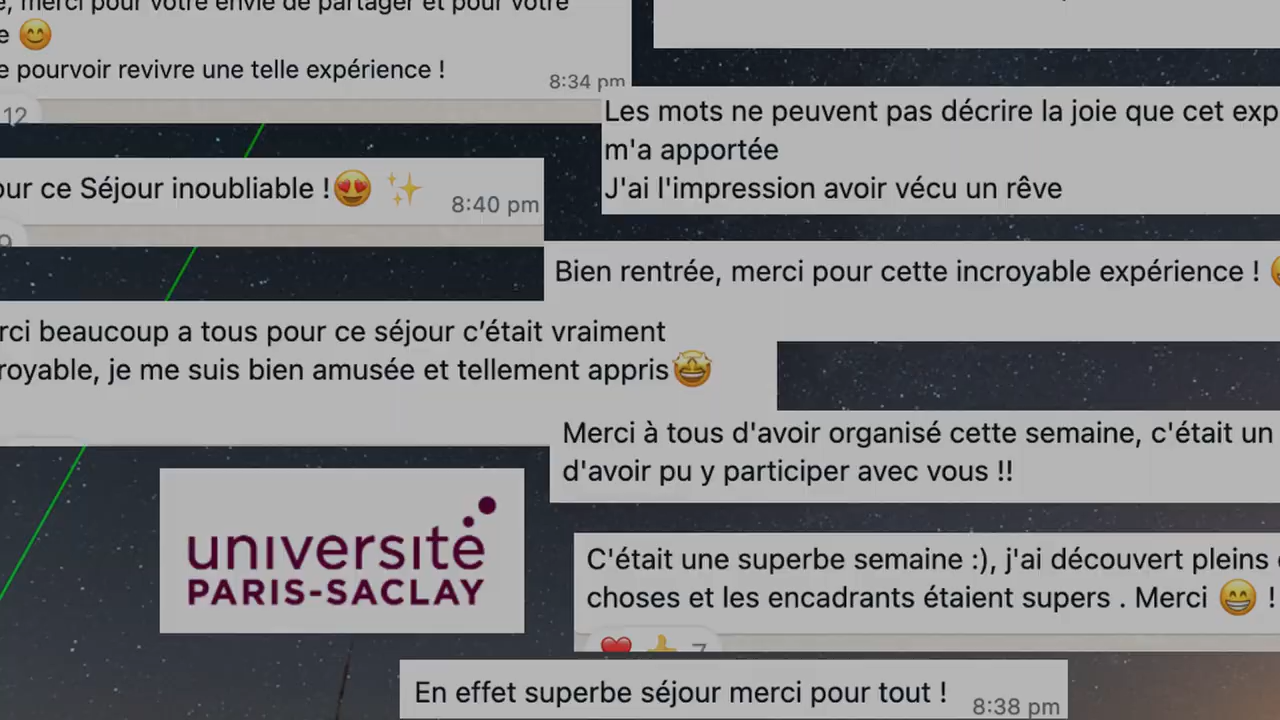 merci pour votre envie de partager et pour votre
😊
pourvoir revivre une telle expérience !
8:34 pm
12
Les mots ne peuvent pas décrire la joie que cet
m'a apportée
J'ai l'impression avoir vécu un rêve
ce Séjour inoubliable !😍 ✨
8:40 pm
9
Bien rentrée, merci pour cette incroyable expérience !
beaucoup a tous pour ce séjour c’était vraiment
je me suis bien amusée et tellement appris🤩
Merci à tous d'avoir organisé cette semaine, c'était un
d'avoir pu y participer avec vous !!
université
PARIS-SACLAY
C'était une superbe semaine :), j'ai découvert pleins
choses et les encadrants étaient supers . Merci 😁 !
7
En effet superbe séjour merci pour tout !
8:38 pm